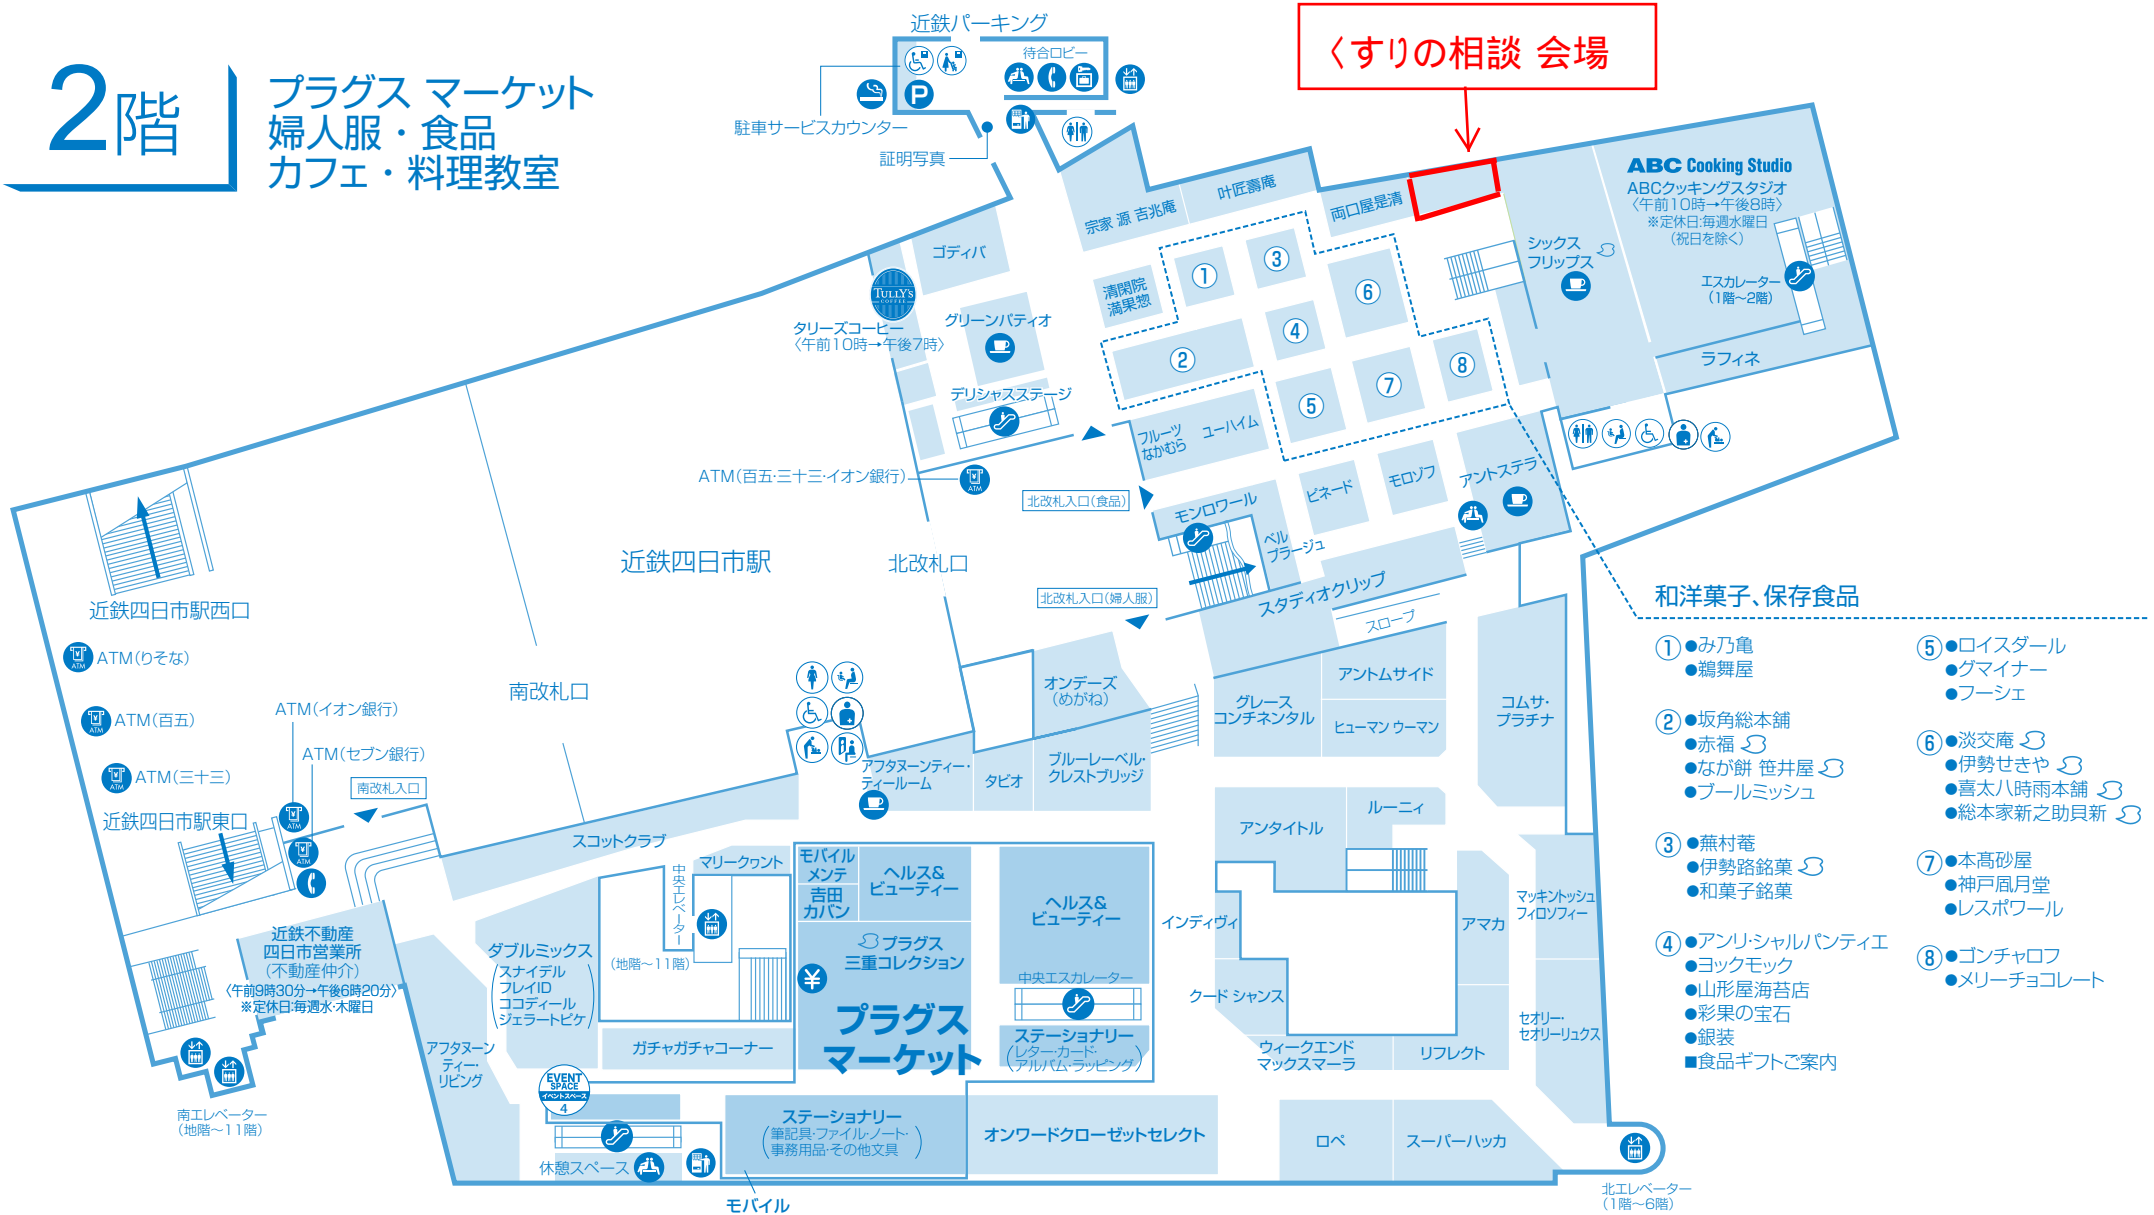 2階
プラグス マーケット
婦人服・食品
カフェ・料理教室
近鉄パーキング
待合ロビー
駐車サービスカウンター
証明写真
くすりの相談 会場
ABC Cooking Studio
ABCクッキングスタジオ
〈午前10時→午後8時〉
※定休日:毎週水曜日
(祝日を除く)
エスカレーター
(1階〜2階)
シックス
フリップス
ラフィネ
宗家 源 吉兆庵
叶匠壽庵
両口屋是清
清閑院
満果惣
①
②
③
④
⑤
⑥
⑦
⑧
ゴディバ
TULLY'S
COFFEE
タリーズコーヒー
〈午前10時→午後7時〉
グリーンパティオ
デリシャスステージ
フルーツ
なかむら
ユーハイム
ATM(百五・三十三・イオン銀行)
ATM
北改札入口(食品)
モンロワール
ベル
プラージュ
ピネード
モロゾフ
アントステラ
近鉄四日市駅
北改札口
北改札入口(婦人服)
スタディオクリップ
スロープ
近鉄四日市駅西口
ATM(りそな)
ATM
ATM(百五)
ATM
ATM(三十三)
ATM
南改札口
ATM(イオン銀行)
ATM(セブン銀行)
南改札入口
ATM
ATM
近鉄四日市駅東口
オンデーズ
(めがね)
グレース
コンチネンタル
アントムサイド
ヒューマン ウーマン
コムサ・
プラチナ
アフタヌーンティー・
ティールーム
タビオ
ブルーレーベル・
クレストブリッジ
スコットクラブ
マリークヮント
中央エレベーター
(地階〜11階)
モバイル
メンテ
吉田
カバン
ヘルス&
ビューティー
ヘルス&
ビューティー
プラグス
三重コレクション
プラグス
マーケット
中央エスカレーター
ステーショナリー
(レター・カード・
アルバム・ラッピング)
アンタイトル
ルーニィ
インディヴィ
アマカ
マッキントッシュ
フィロソフィー
クード シャンス
セオリー・
セオリーリュクス
ウィークエンド
マックスマーラ
リフレクト
近鉄不動産
四日市営業所
(不動産仲介)
〈午前9時30分→午後6時20分〉
※定休日:毎週水・木曜日
ダブルミックス
(スナイデル
フレイID
ココディール
ジェラートピケ)
ガチャガチャコーナー
アフタヌーン
ティー・
リビング
EVENT
SPACE
イベントスペース
4
南エレベーター
(地階〜11階)
休憩スペース
ステーショナリー
(筆記具・ファイル・ノート・
事務用品・その他文具)
モバイル
オンワードクローゼットセレクト
ロペ
スーパーハッカ
北エレベーター
(1階〜6階)
和洋菓子、保存食品
①●み乃亀
●鵜舞屋
②●坂角総本舖
●赤福
●なが餅 笹井屋
●ブールミッシュ
③●蕪村菴
●伊勢路銘菓
●和菓子銘菓
④●アンリ・シャルパンティエ
●ヨックモック
●山形屋海苔店
●彩果の宝石
●銀装
■食品ギフトご案内
⑤●ロイスダール
●グマイナー
●フーシェ
⑥●淡交庵
●伊勢せきや
●喜太八時雨本舗
●総本家新之助貝新
⑦●本髙砂屋
●神戸凮月堂
●レスポワール
⑧●ゴンチャロフ
●メリーチョコレート